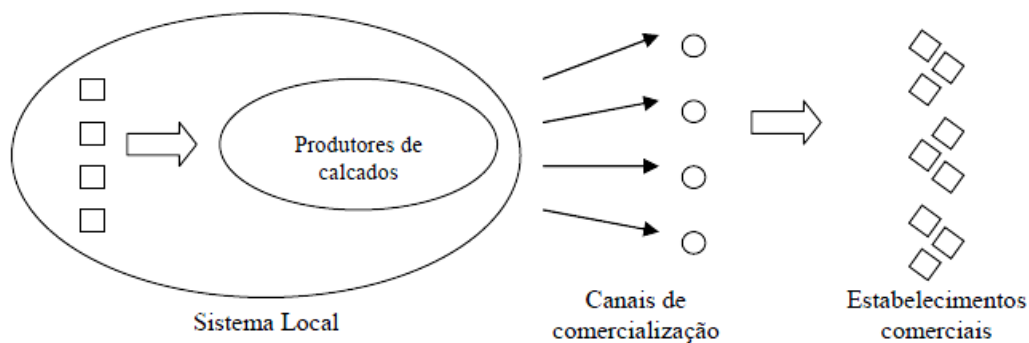 Produtores de
calcados
Sistema Local
Canais de
comercialização
Estabelecimentos
comerciais